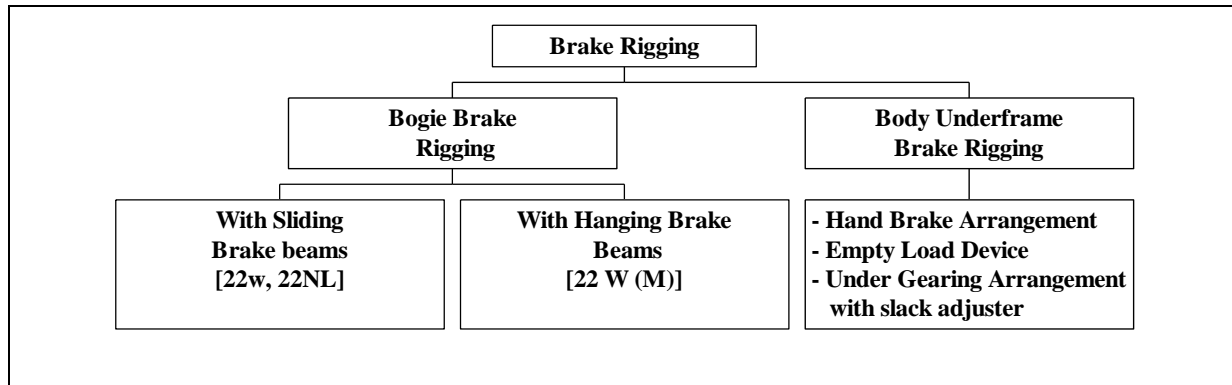 Brake Rigging
Bogie Brake
Rigging
Body Underframe
Brake Rigging
With Sliding
Brake beams
[22w, 22NL]
With Hanging Brake
Beams
[22 W (M)]
- Hand Brake Arrangement
- Empty Load Device
- Under Gearing Arrangement
with slack adjuster